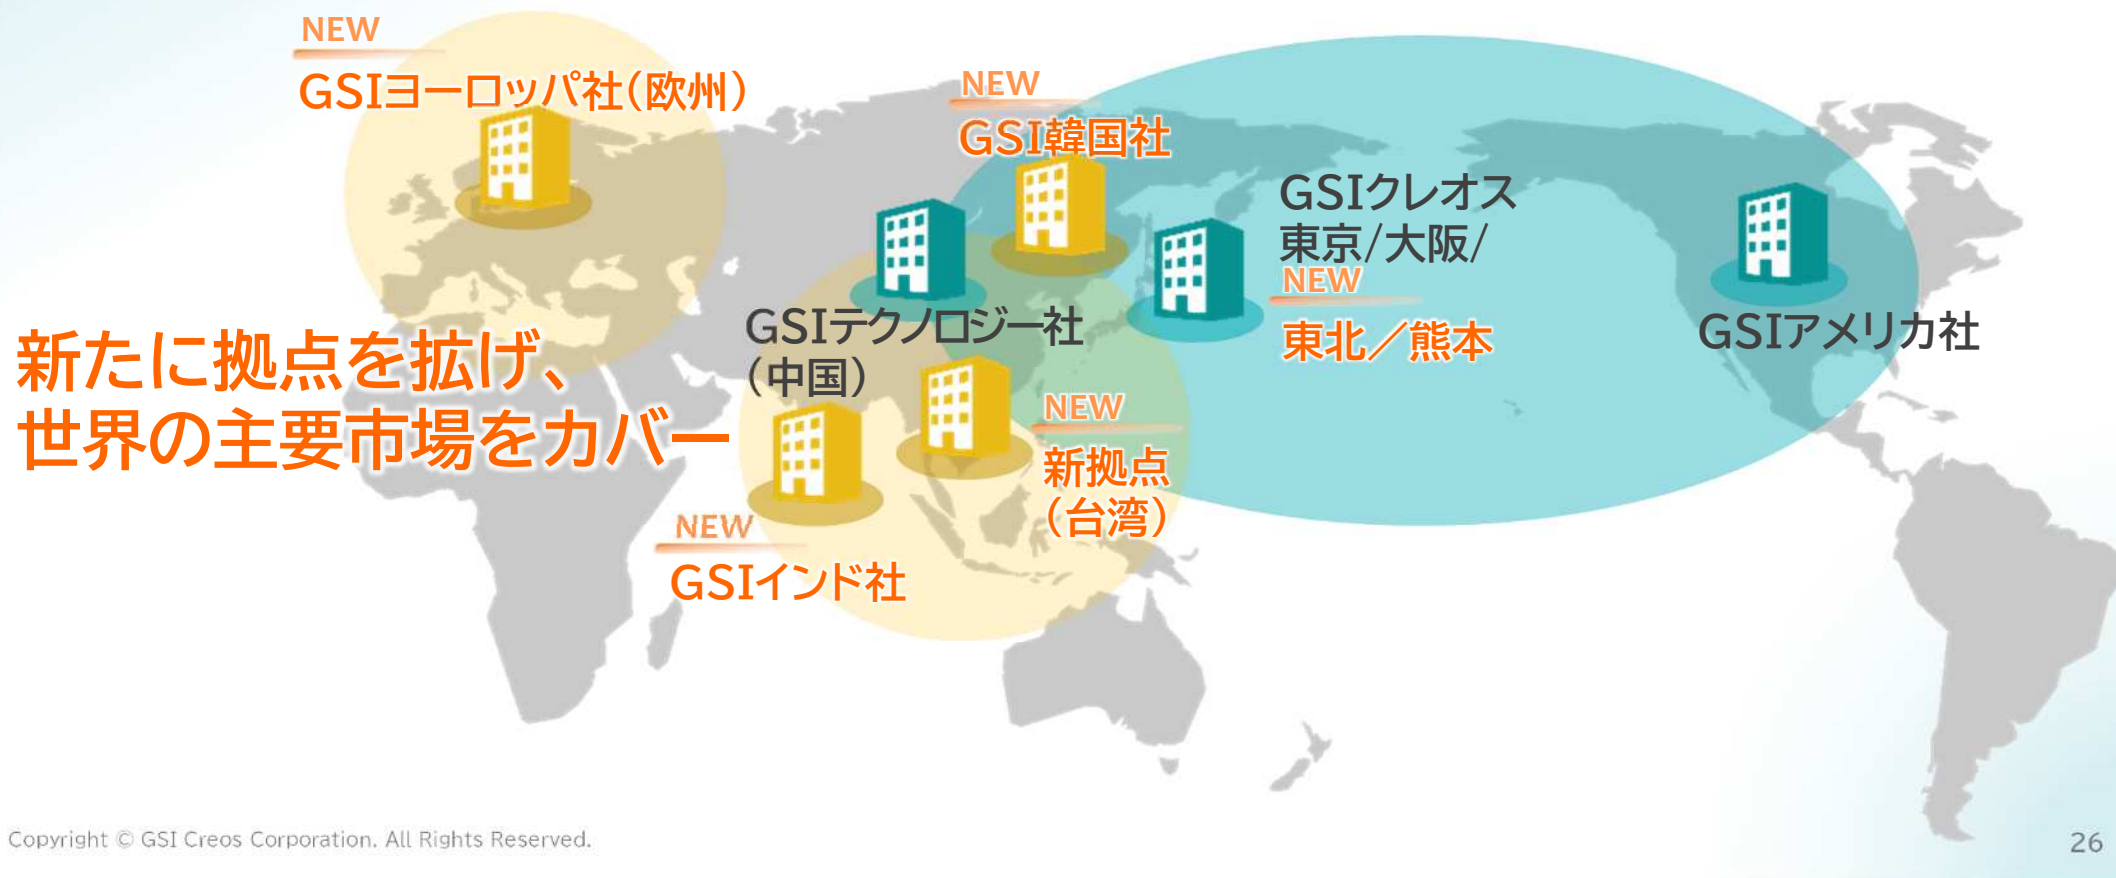 NEW
GSIヨーロッパ社（欧州）
NEW
GSI韓国社
GSIクレオス
東京/大阪/
NEW
東北／熊本
GSIテクノロジー社
（中国）
GSIアメリカ社
新たに拠点を拡げ、
世界の主要市場をカバー
NEW
新拠点
（台湾）
NEW
GSIインド社
Copyright © GSI Creos Corporation. All Rights Reserved.
26